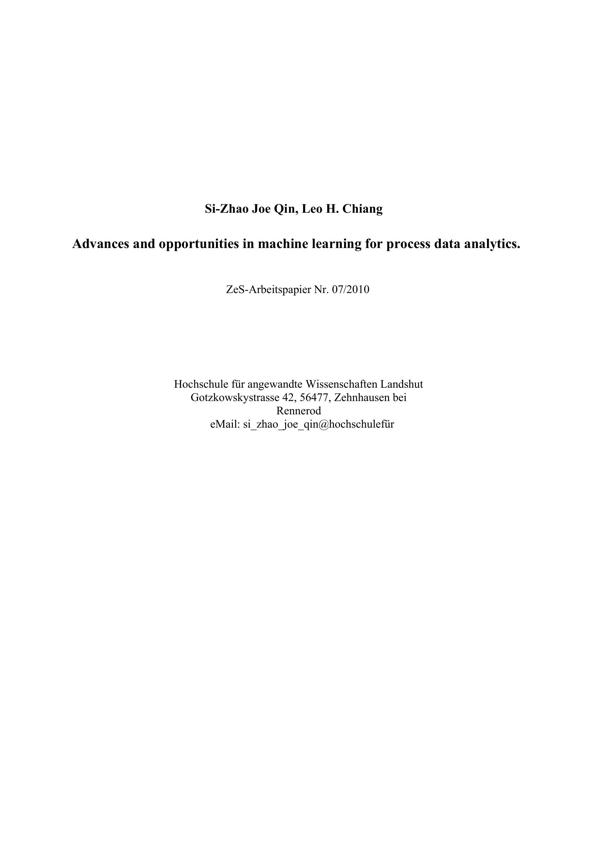 Si-Zhao Joe Qin, Leo H. Chiang
Advances and opportunities in machine learning for process data analytics.
ZeS-Arbeitspapier Nr. 07/2010
Hochschule für angewandte Wissenschaften Landshut
Gotzkowskystrasse 42, 56477, Zehnhausen bei
Rennerod
eMail: si_zhao_joe_qin@hochschulefür